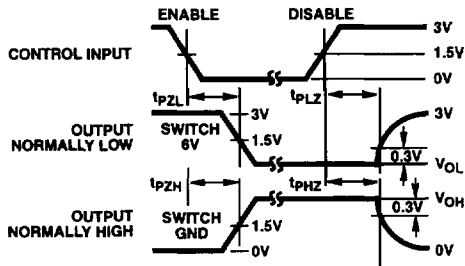 ENABLE
DISABLE
CONTROL INPUT
3V
1.5V
0V
tPZL
tPLZ
OUTPUT
NORMALLY LOW
SWITCH
6V
3V
1.5V
3V
0.3V
VOL
tPZH
tPHZ
OUTPUT
NORMALLY HIGH
SWITCH
GND
1.5V
0V
VOH
0.3V
0V